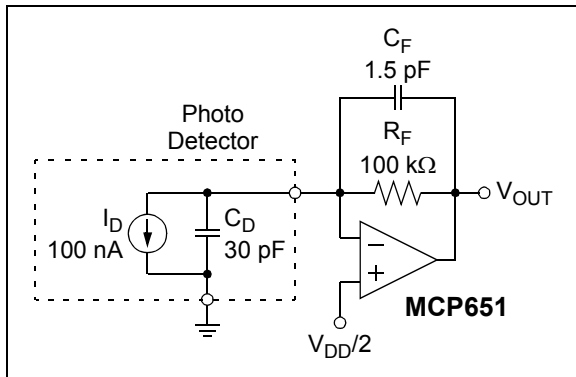 C_F
1.5 pF
Photo
Detector
R_F
100 kΩ
V_OUT
I_D
100 nA
C_D
30 pF
−
+
MCP651
V_DD/2